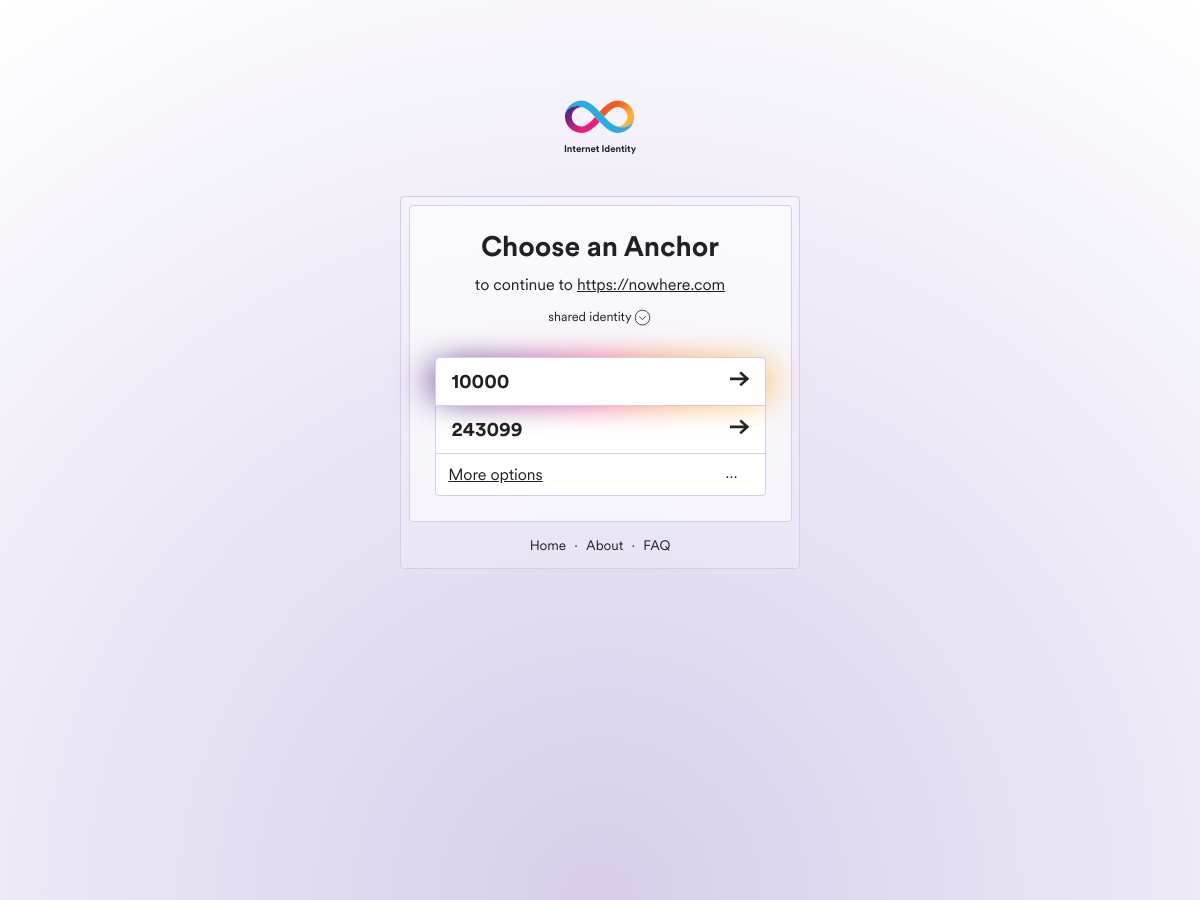 Internet Identity
Choose an Anchor
to continue to https://nowhere.com
shared identity
10000
243099
More options ...
Home · About · FAQ